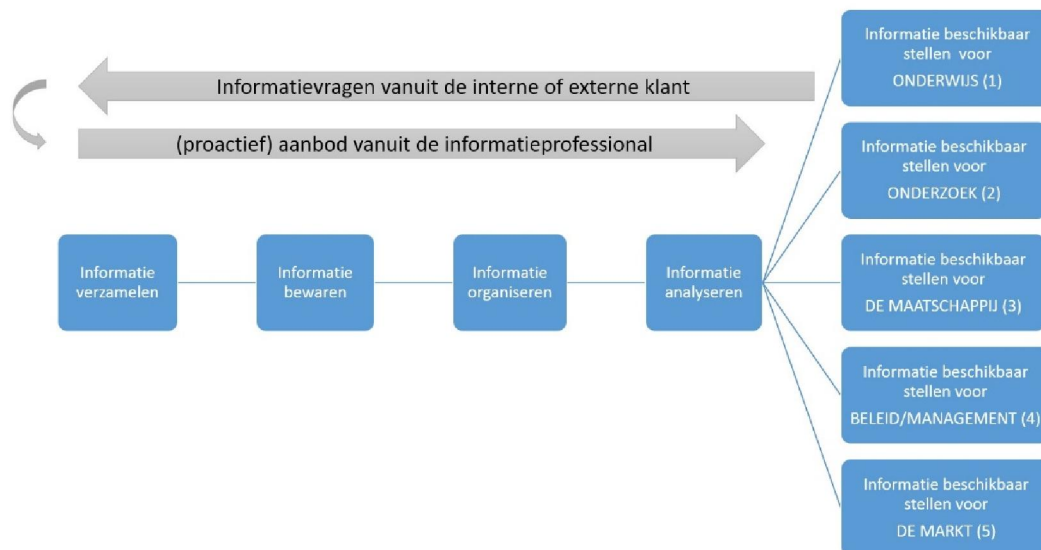 Informatievragen vanuit de interne of externe klant
(proactief) aanbod vanuit de informatieprofessional
Informatie
verzamelen
Informatie
bewaren
Informatie
organiseren
Informatie
analyseren
Informatie beschikbaar
stellen voor
ONDERWIJS (1)
Informatie beschikbaar
stellen voor
ONDERZOEK (2)
Informatie beschikbaar
stellen voor
DE MAATSCHAPPIJ (3)
Informatie beschikbaar
stellen voor
BELEID/MANAGEMENT (4)
Informatie beschikbaar
stellen voor
DE MARKT (5)